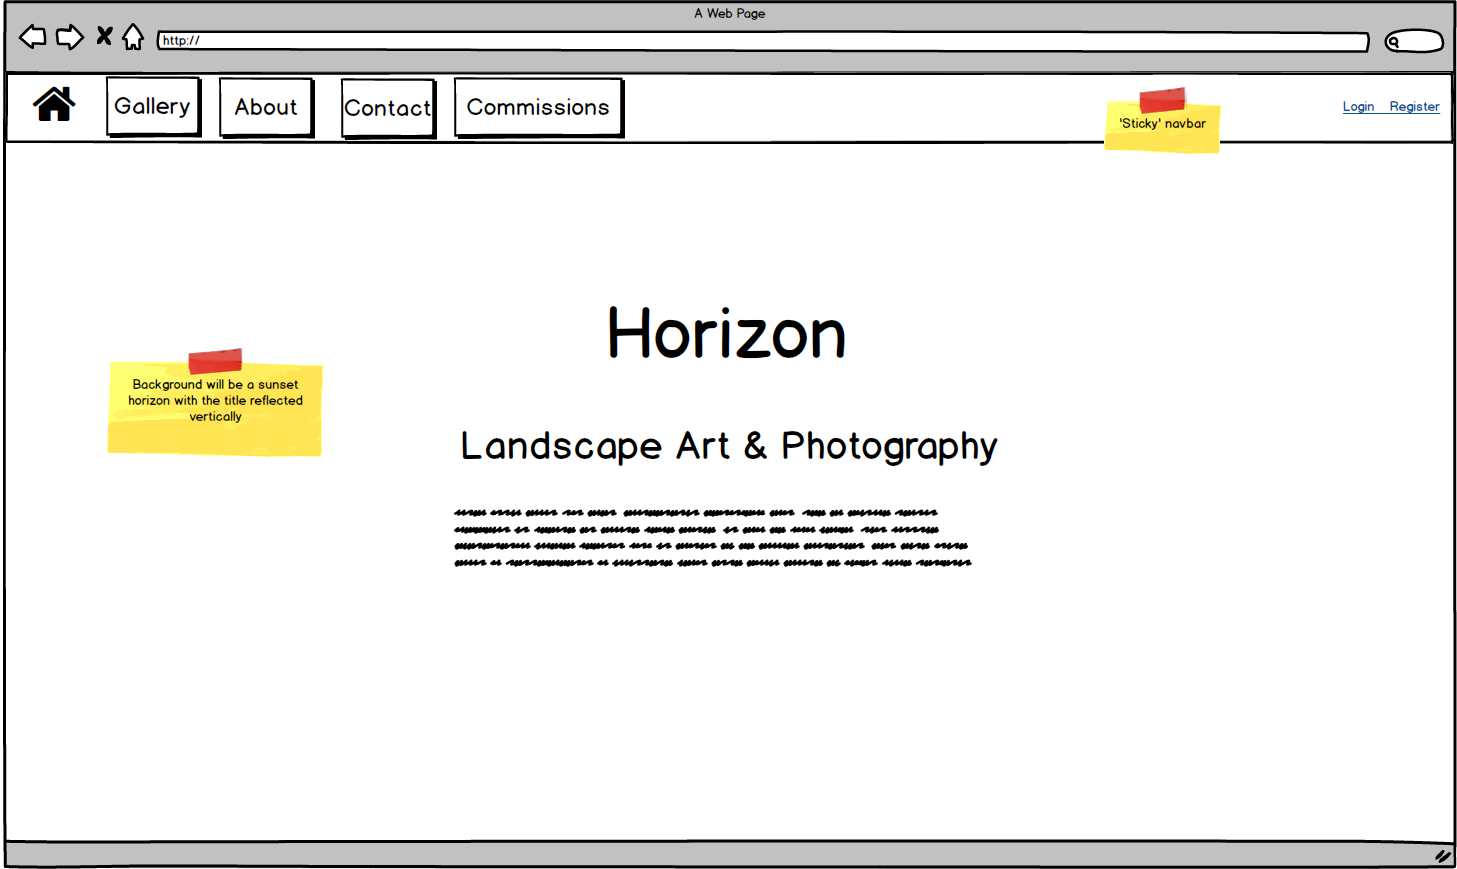 A Web Page
http://
Gallery
About
Contact
Commissions
'Sticky' navbar
Login Register
Horizon
Background will be a sunset
horizon with the title reflected
vertically
Landscape Art & Photography